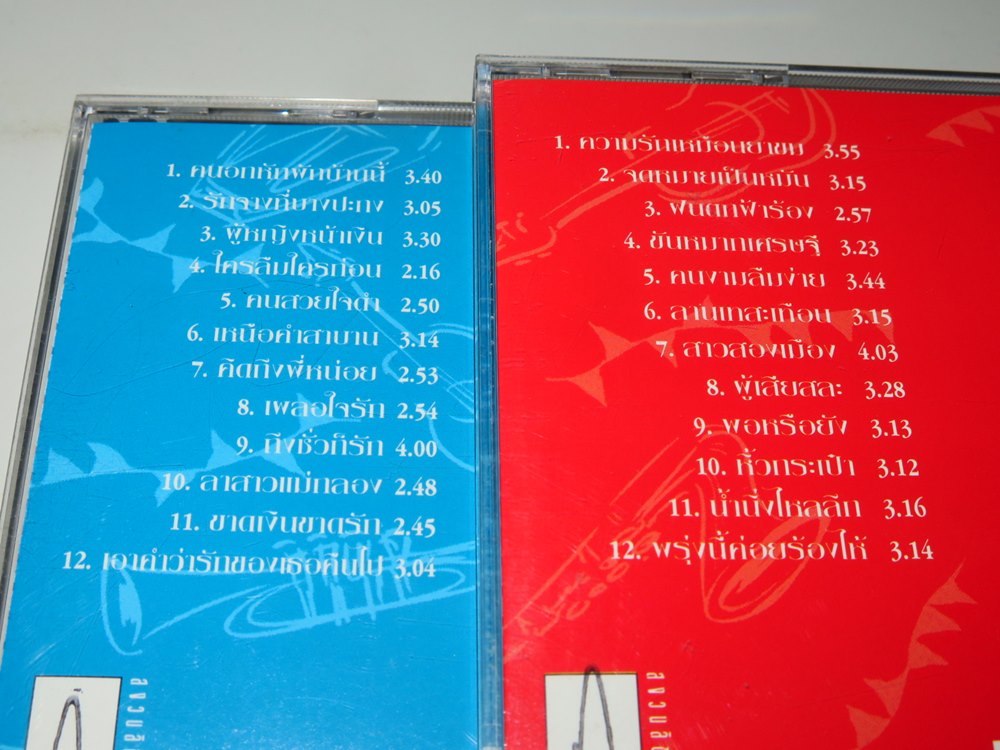 1. คนอกหักพักบ้านนี้ 3.40
2. รักจางที่บางปะกง 3.05
3. ผู้หญิงหน้าเงิน 3.30
4. ใครลืมใครก่อน 2.16
5. คนสวยใจดำ 2.50
6. เหนือคำสาบาน 3.14
7. คิดถึงพี่หน่อย 2.53
8. เผลอใจรัก 2.54
9. ถึงชั่วก็รัก 4.00
10. ลาสาวแม่กลอง 2.48
11. ขาดเงินขาดรัก 2.45
12. เอาคำว่ารักของเธอคืนไป 3.04
1. ความรักเหมือนยาขม 3.55
2. จดหมายเป็นหมัน 3.15
3. ฝนตกฟ้าร้อง 2.57
4. ขันหมากเศรษฐี 3.23
5. คนงามลืมง่าย 3.44
6. ลานเทสะเทือน 3.15
7. สาวสองเมือง 4.03
8. ผู้เสียสละ 3.28
9. พอหรือยัง 3.13
10. หิ้วกระเป๋า 3.12
11. น้ำนิ่งไหลลึก 3.16
12. พรุ่งนี้ค่อยร้องไห้ 3.14